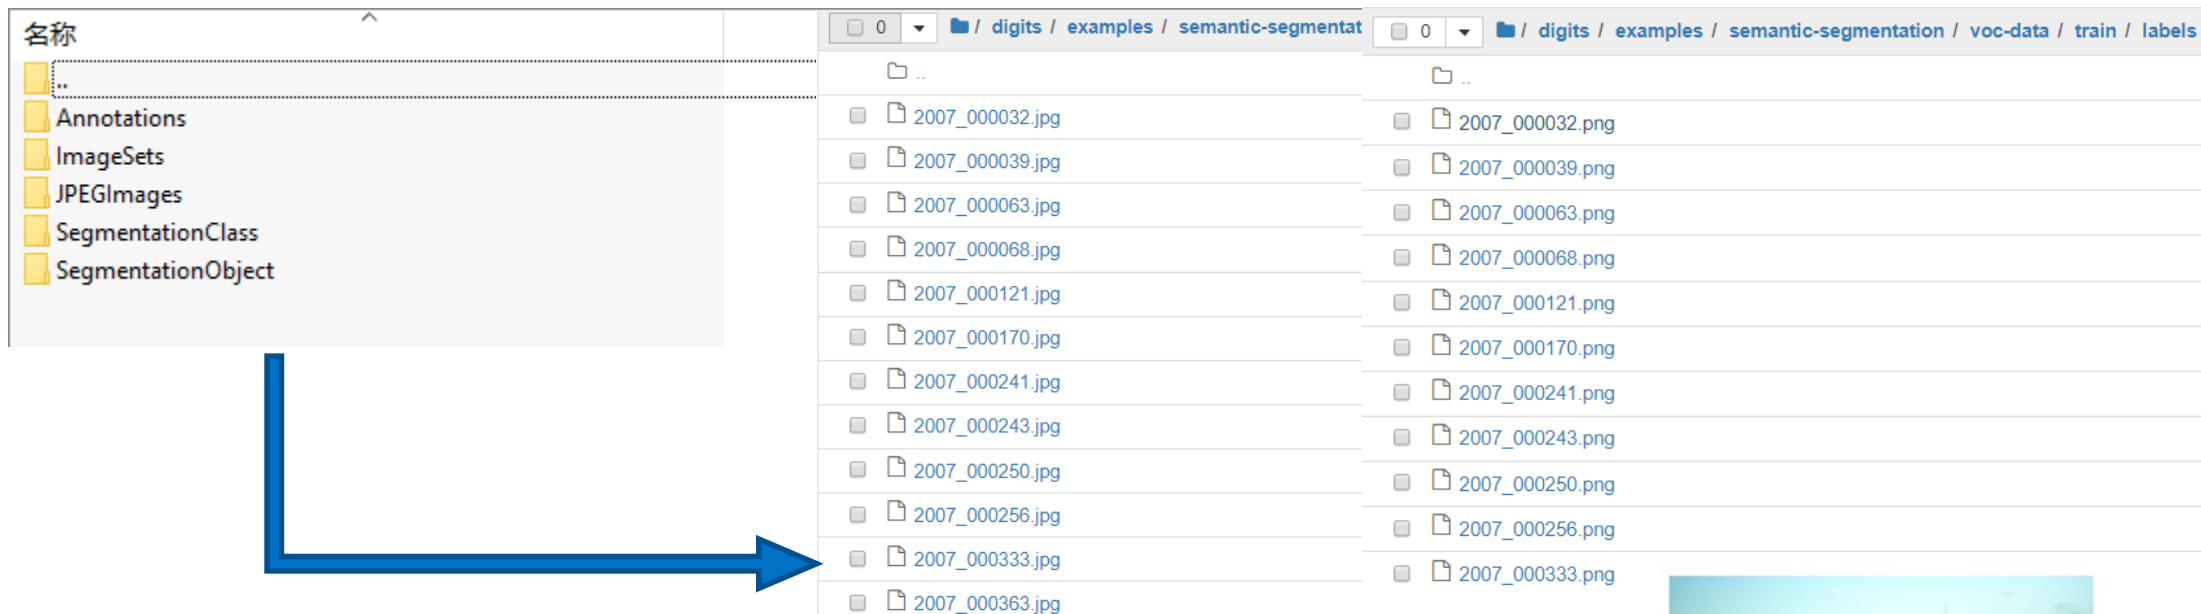 名称
..
Annotations
ImageSets
JPEGImages
SegmentationClass
SegmentationObject
0 / digits / examples / semantic-segmentat
..
2007_000032.jpg
2007_000039.jpg
2007_000063.jpg
2007_000068.jpg
2007_000121.jpg
2007_000170.jpg
2007_000241.jpg
2007_000243.jpg
2007_000250.jpg
2007_000256.jpg
2007_000333.jpg
2007_000363.jpg
0 / digits / examples / semantic-segmentation / voc-data / train / labels
..
2007_000032.png
2007_000039.png
2007_000063.png
2007_000068.png
2007_000121.png
2007_000170.png
2007_000241.png
2007_000243.png
2007_000250.png
2007_000256.png
2007_000333.png